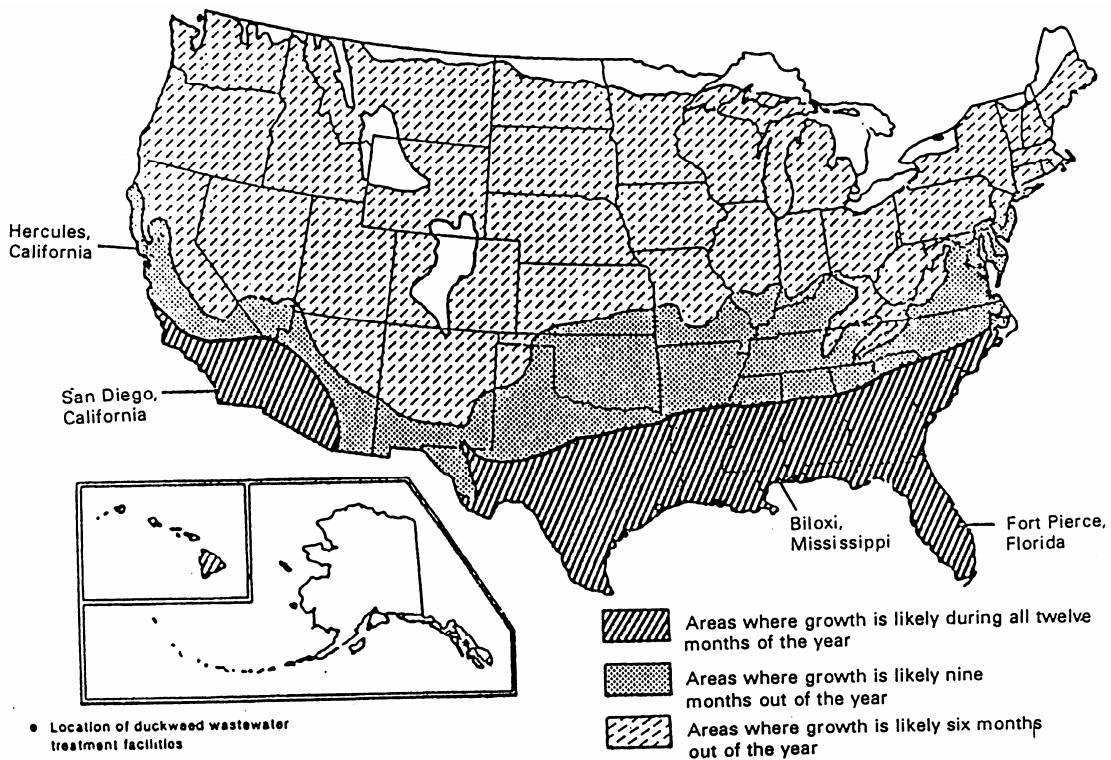 Hercules,
California
San Diego,
California
Biloxi,
Mississippi
Fort Pierce,
Florida
Areas where growth is likely during all twelve
months of the year
Areas where growth is likely nine
months out of the year
Areas where growth is likely six months
out of the year
• Location of duckweed wastewater
treatment facilities